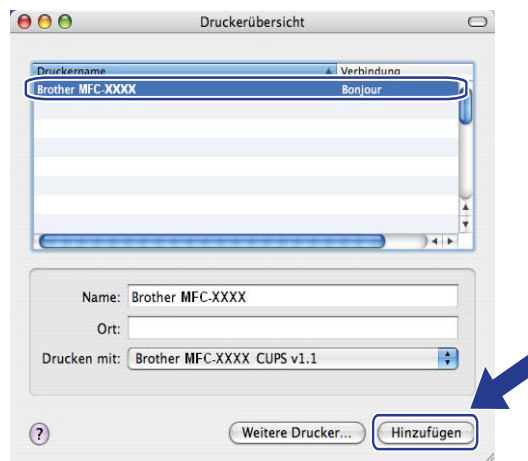 Druckerübersicht
Druckername Verbindung
Brother MFC-XXXX Bonjour
Name: Brother MFC-XXXX
Ort:
Drucken mit: Brother MFC-XXXX CUPS v1.1
? Weitere Drucker... Hinzufügen